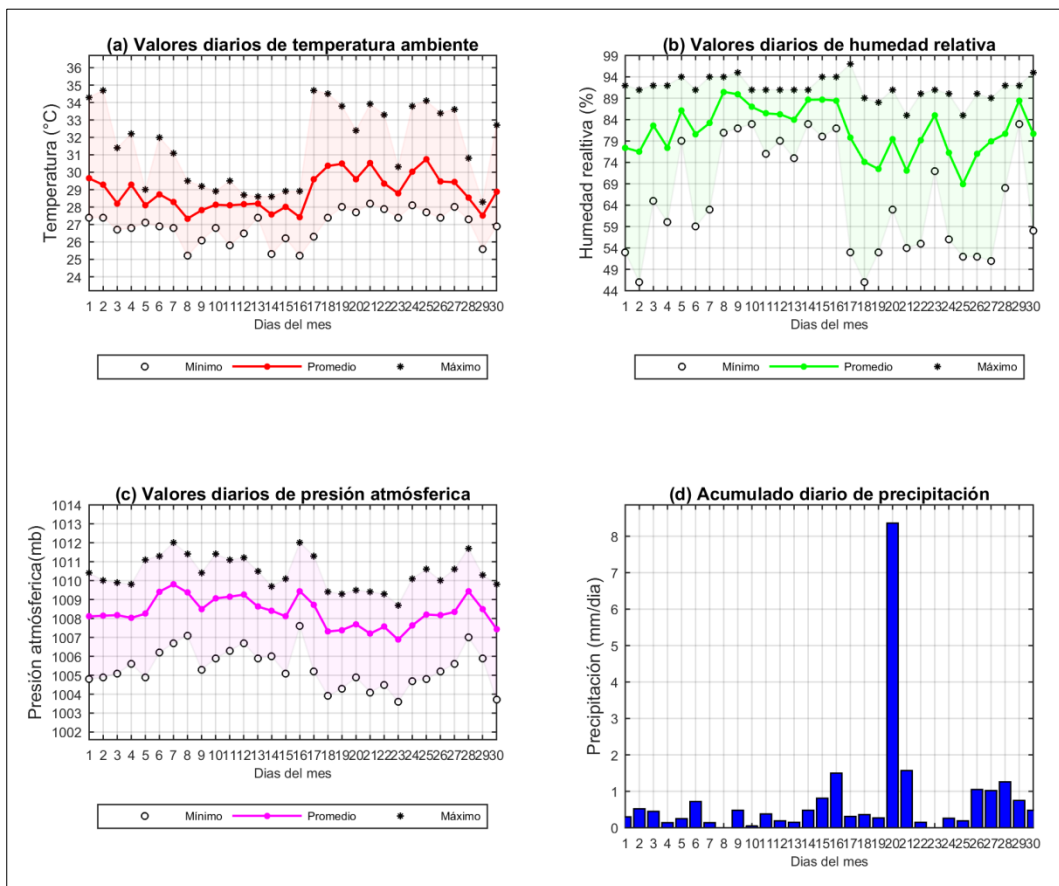 (a) Valores diarios de temperatura ambiente
Temperatura (°C)
36
35
34
33
32
31
30
29
28
27
26
25
24
1 2 3 4 5 6 7 8 9 10 11 12 13 14 15 16 17 18 19 20 21 22 23 24 25 26 27 28 29 30
Dias del mes
Mínimo Promedio Máximo
(b) Valores diarios de humedad relativa
Humedad realtiva (%)
99
94
89
84
79
74
69
64
59
54
49
44
1 2 3 4 5 6 7 8 9 10 11 12 13 14 15 16 17 18 19 20 21 22 23 24 25 26 27 28 29 30
Dias del mes
Mínimo Promedio Máximo
(c) Valores diarios de presión atmósferica
Presión atmósferica(mb)
1014
1013
1012
1011
1010
1009
1008
1007
1006
1005
1004
1003
1002
1 2 3 4 5 6 7 8 9 10 11 12 13 14 15 16 17 18 19 20 21 22 23 24 25 26 27 28 29 30
Dias del mes
Mínimo Promedio Máximo
(d) Acumulado diario de precipitación
Precipitación (mm/dia)
8
7
6
5
4
3
2
1
0
1 2 3 4 5 6 7 8 9 10 11 12 13 14 15 16 17 18 19 20 21 22 23 24 25 26 27 28 29 30
Dias del mes